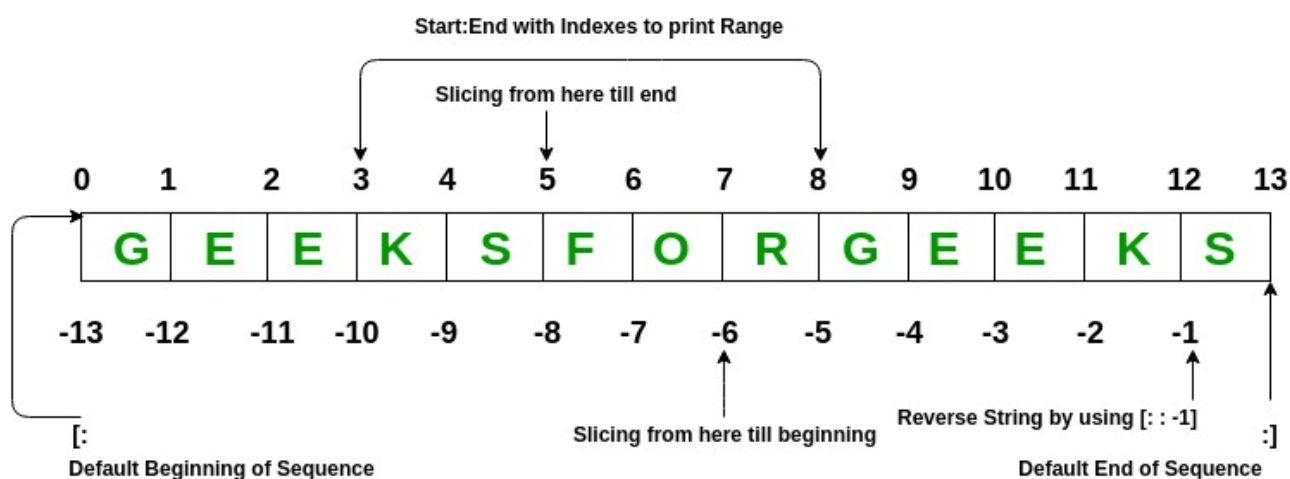 Start:End with Indexes to print Range
Slicing from here till end
0 1 2 3 4 5 6 7 8 9 10 11 12 13
G E E K S F O R G E E K S
-13 -12 -11 -10 -9 -8 -7 -6 -5 -4 -3 -2 -1
Reverse String by using [: : -1]
[: Slicing from here till beginning :]
Default Beginning of Sequence Default End of Sequence